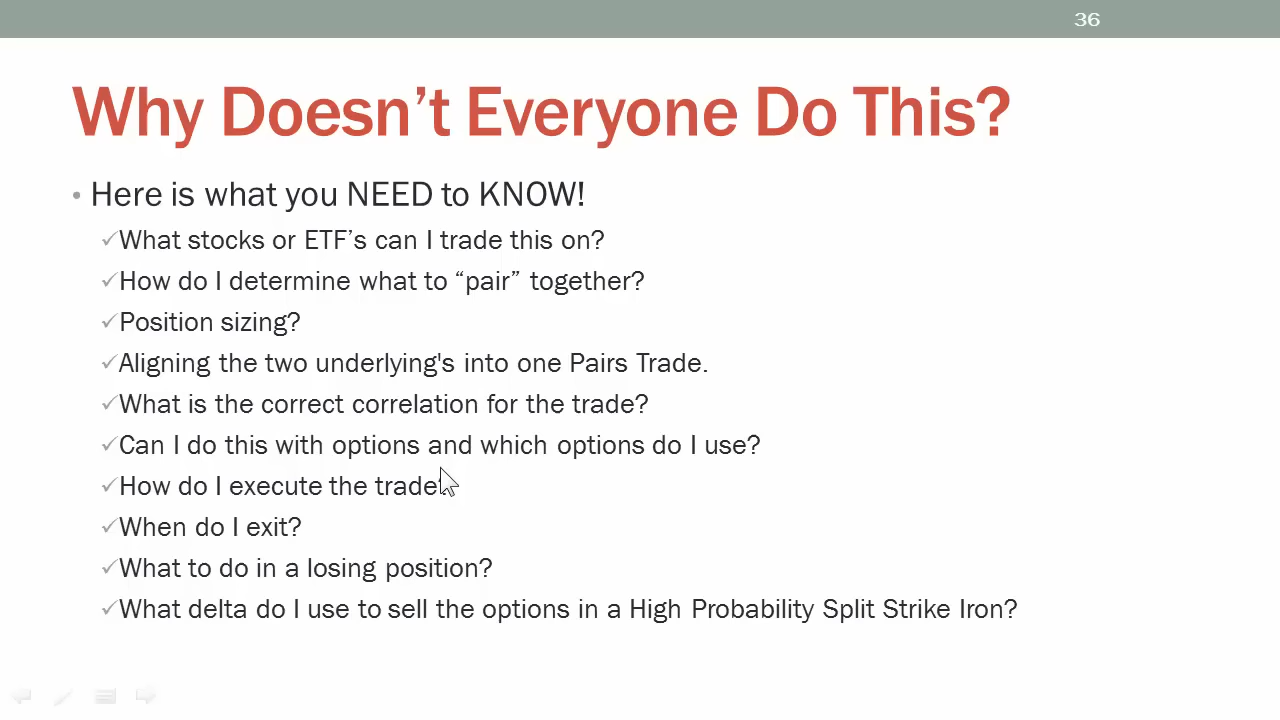 36
Why Doesn’t Everyone Do This?
• Here is what you NEED to KNOW!
✓What stocks or ETF’s can I trade this on?
✓How do I determine what to “pair” together?
✓Position sizing?
✓Aligning the two underlying's into one Pairs Trade.
✓What is the correct correlation for the trade?
✓Can I do this with options and which options do I use?
✓How do I execute the trade?
✓When do I exit?
✓What to do in a losing position?
✓What delta do I use to sell the options in a High Probability Split Strike Iron?